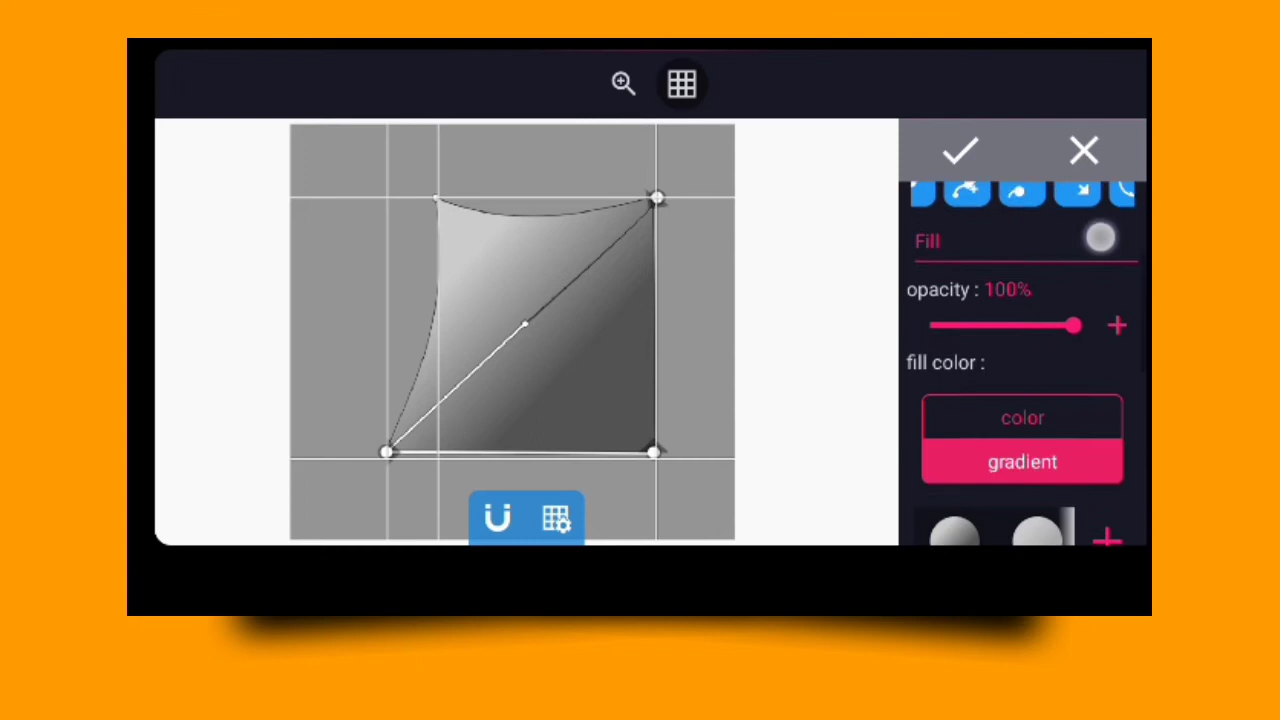 Fill
opacity : 100%
fill color :
color
gradient